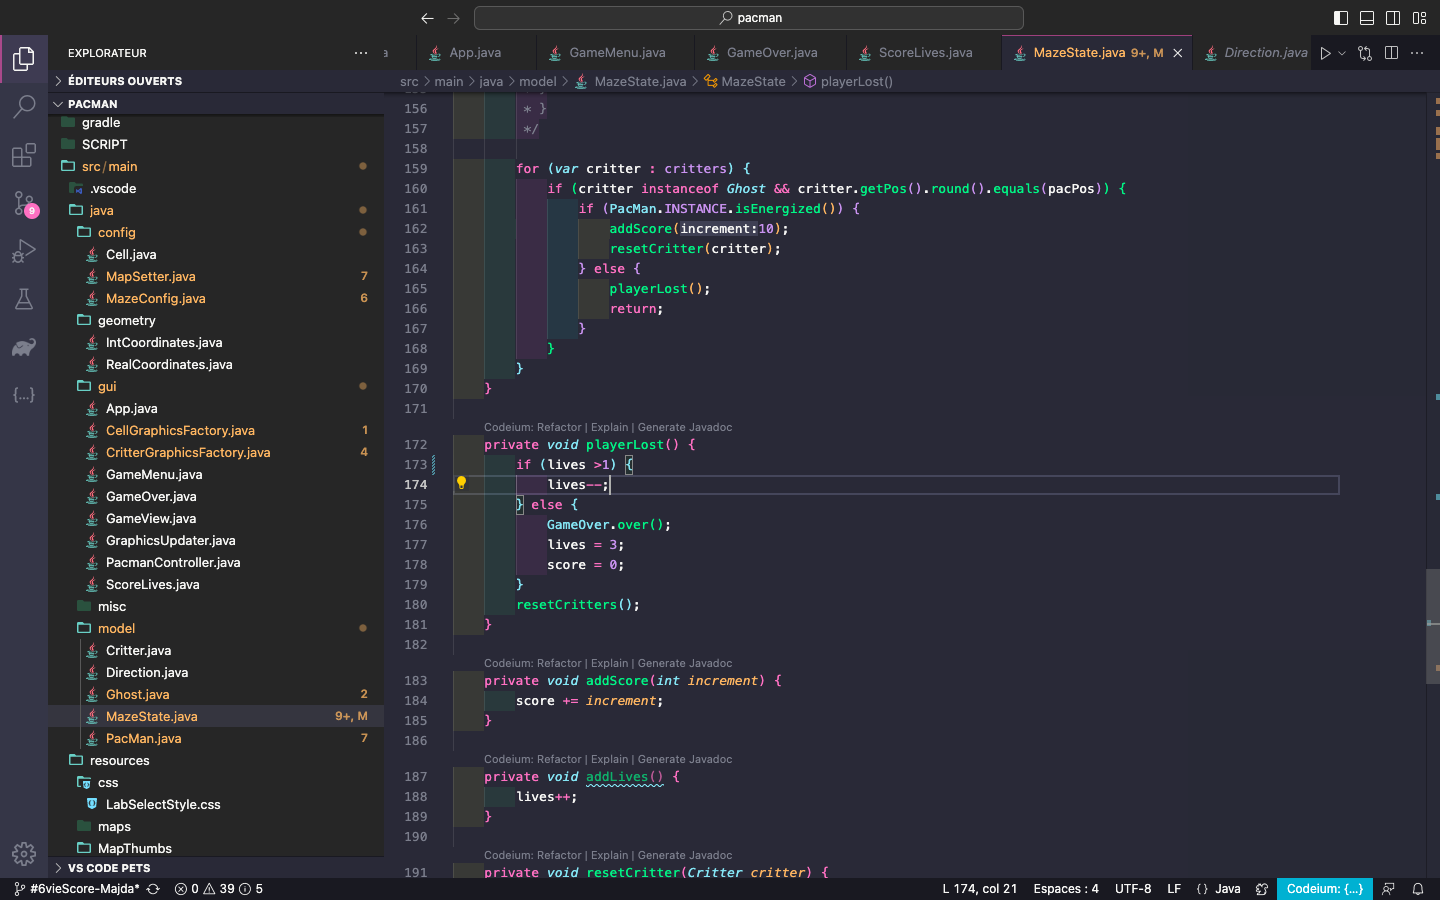 pacman
EXPLORATEUR
ÉDITEURS OUVERTS
PACMAN
gradle
SCRIPT
src/main
.vscode
java
config
Cell.java
MapSetter.java 7
MazeConfig.java 6
geometry
IntCoordinates.java
RealCoordinates.java
gui
App.java
CellGraphicsFactory.java 1
CritterGraphicsFactory.java 4
GameMenu.java
GameOver.java
GameView.java
GraphicsUpdater.java
PacmanController.java
ScoreLives.java
misc
model
Critter.java
Direction.java
Ghost.java 2
MazeState.java 9+, M
PacMan.java 7
resources
css
LabSelectStyle.css
maps
MapThumbs
VS CODE PETS
9
a App.java GameMenu.java GameOver.java ScoreLives.java MazeState.java 9+, M Direction.java
src > main > java > model > MazeState.java > MazeState > playerLost()
156 * }
157 */
158
159 for (var critter : critters) {
160 if (critter instanceof Ghost && critter.getPos().round().equals(pacPos)) {
161 if (PacMan.INSTANCE.isEnergized()) {
162 addScore(increment:10);
163 resetCritter(critter);
164 } else {
165 playerLost();
166 return;
167 }
168 }
169 }
170 }
171
Codeium: Refactor | Explain | Generate Javadoc
172 private void playerLost() {
173 if (lives >1) {
174 lives--;
175 } else {
176 GameOver.over();
177 lives = 3;
178 score = 0;
179 }
180 resetCritters();
181 }
182
Codeium: Refactor | Explain | Generate Javadoc
183 private void addScore(int increment) {
184 score += increment;
185 }
186
Codeium: Refactor | Explain | Generate Javadoc
187 private void addLives() {
188 lives++;
189 }
190
Codeium: Refactor | Explain | Generate Javadoc
191 private void resetCritter(Critter critter) {
#6vieScore-Majda* 0 39 5 L 174, col 21 Espaces : 4 UTF-8 LF {} Java Codeium: {...}